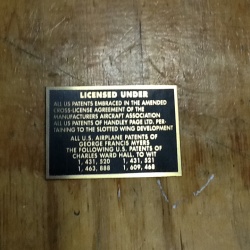 LICENSED UNDER
ALL US PATENTS EMBRACED IN THE AMENDED
CROSS-LICENSE AGREEMENT OF THE
MANUFACTURERS AIRCRAFT ASSOCIATION
ALL US PATENTS OF HANDLEY PAGE LTD. PER-
TAINING TO THE SLOTTED WING DEVELOPMENT
ALL U.S. AIRPLANE PATENTS OF
GEORGE FRANCIS MYERS
THE FOLLOWING U.S. PATENTS OF
CHARLES WARD HALL, TO WIT
1, 431, 520 1, 431, 521
1, 463, 888 1, 609, 468